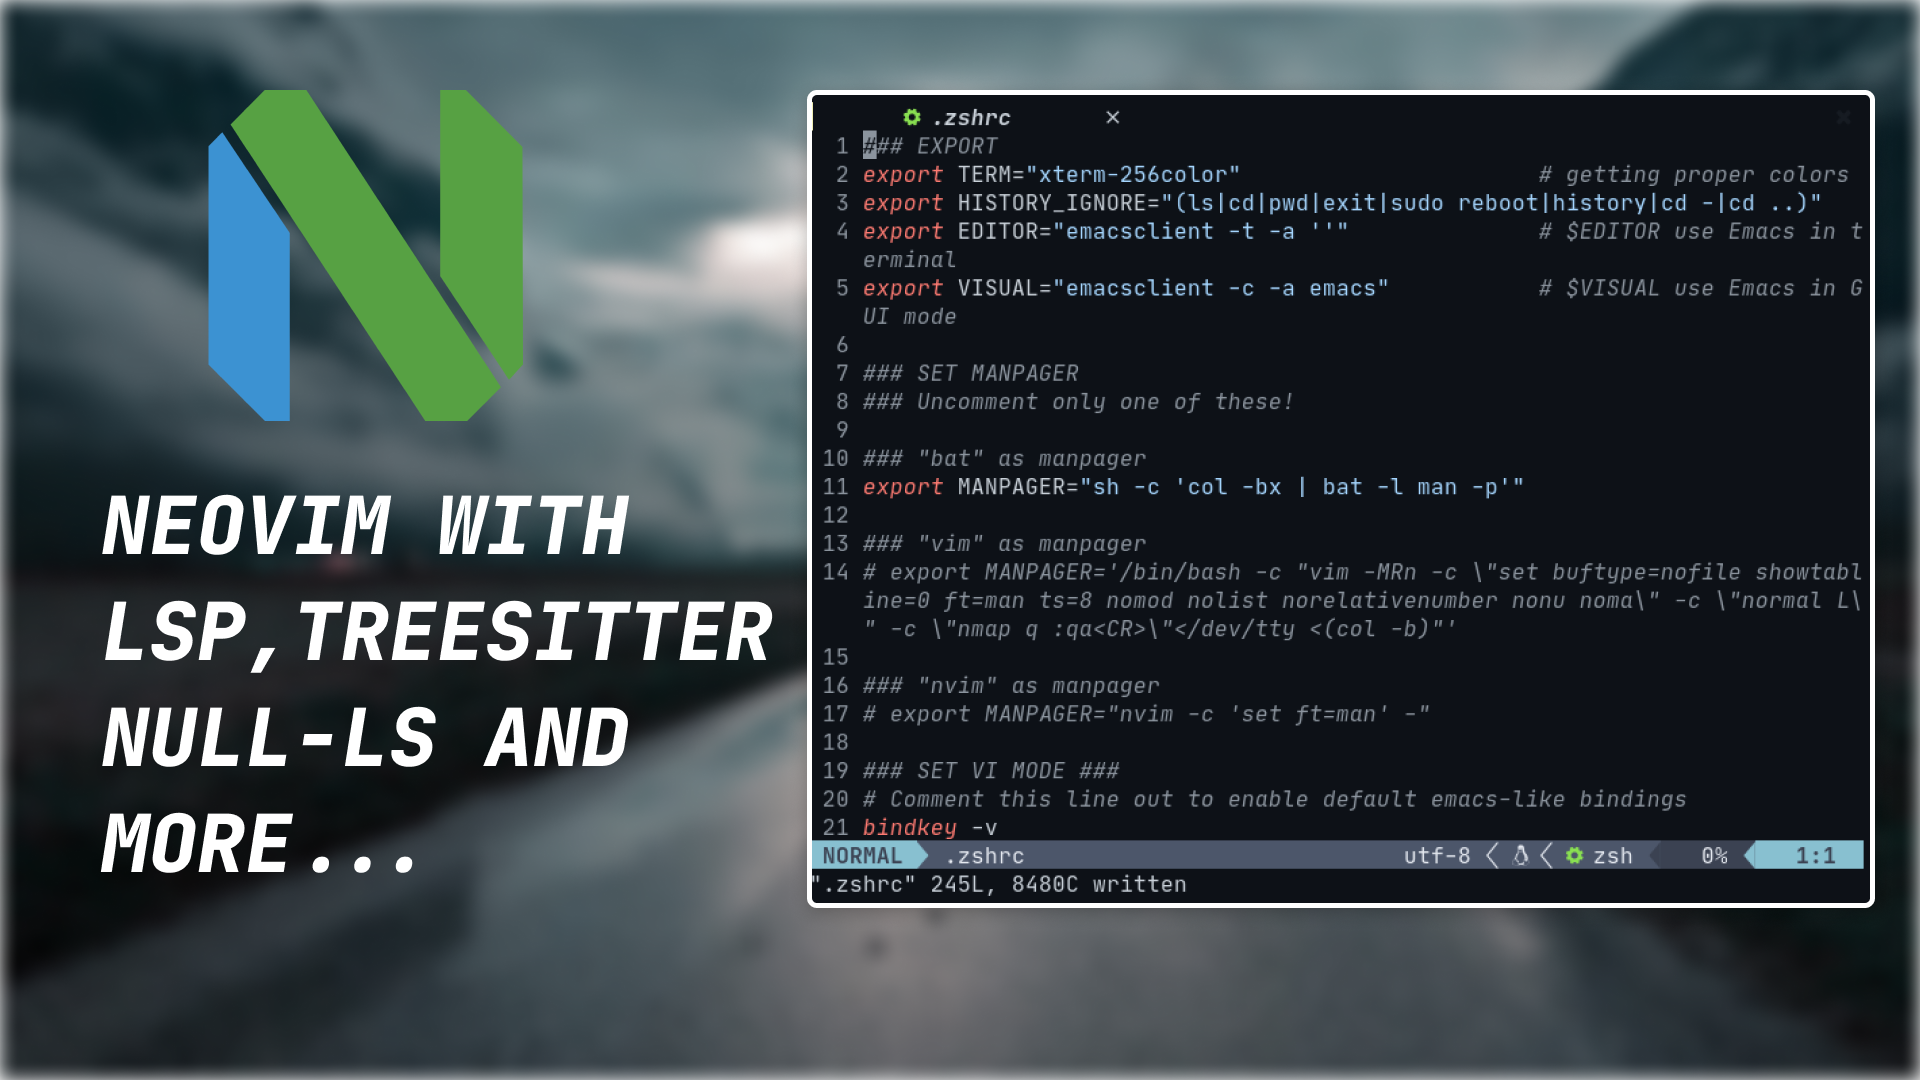 NEOVIM WITH
LSP,TREESITTER
NULL-LS AND
MORE...
.zshrc ×
1 ### EXPORT
2 export TERM="xterm-256color" # getting proper colors
3 export HISTORY_IGNORE="(ls|cd|pwd|exit|sudo reboot|history|cd -|cd ..)"
4 export EDITOR="emacsclient -t -a ''" # $EDITOR use Emacs in t
erminal
5 export VISUAL="emacsclient -c -a emacs" # $VISUAL use Emacs in G
UI mode
6
7 ### SET MANPAGER
8 ### Uncomment only one of these!
9
10 ### "bat" as manpager
11 export MANPAGER="sh -c 'col -bx | bat -l man -p'"
12
13 ### "vim" as manpager
14 # export MANPAGER='/bin/bash -c "vim -MRn -c \"set buftype=nofile showtabl
ine=0 ft=man ts=8 nomod nolist norelativenumber nonu noma\" -c \"normal L\
" -c \"nmap q :qa<CR>\"</dev/tty <(col -b)"'
15
16 ### "nvim" as manpager
17 # export MANPAGER="nvim -c 'set ft=man' -"
18
19 ### SET VI MODE ###
20 # Comment this line out to enable default emacs-like bindings
21 bindkey -v
NORMAL .zshrc utf-8 zsh 0% 1:1
".zshrc" 245L, 8480C written